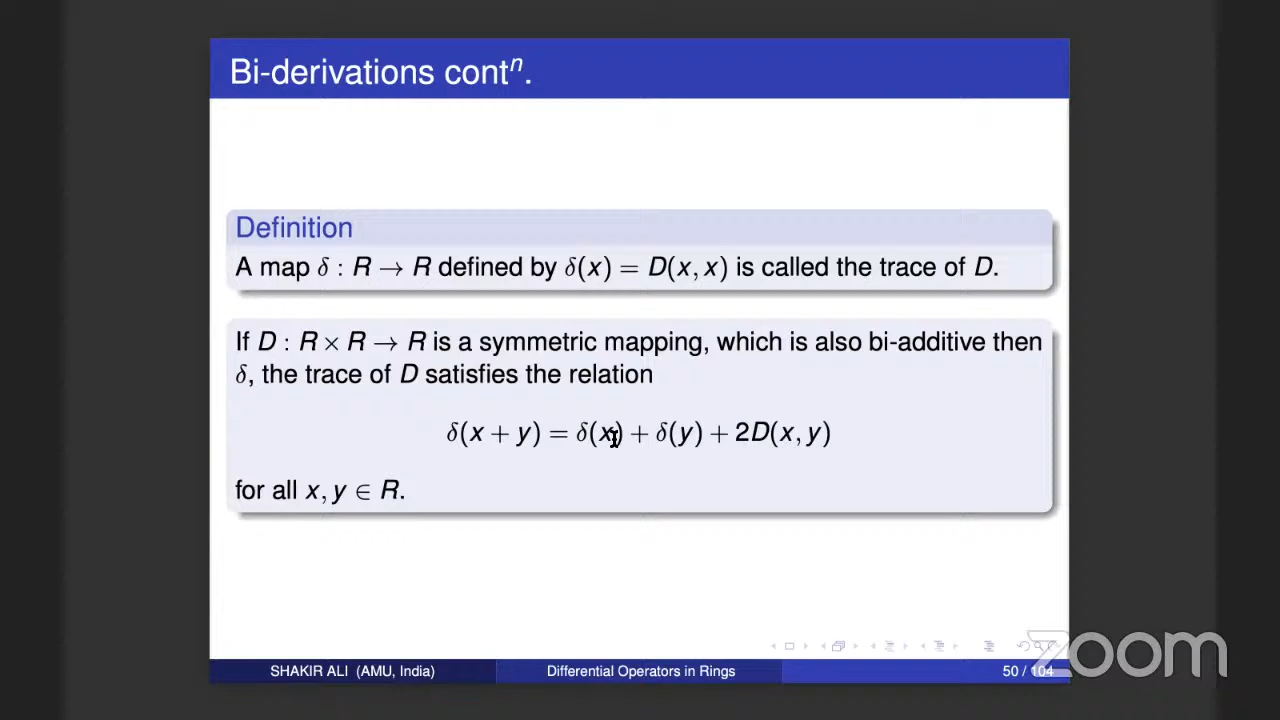 Bi-derivations contⁿ.
Definition
A map δ : R → R defined by δ(x) = D(x, x) is called the trace of D.
If D : R × R → R is a symmetric mapping, which is also bi-additive then
δ, the trace of D satisfies the relation
δ(x + y) = δ(x) + δ(y) + 2D(x, y)
for all x, y ∈ R.
SHAKIR ALI (AMU, India) Differential Operators in Rings 50 / 104
zoom